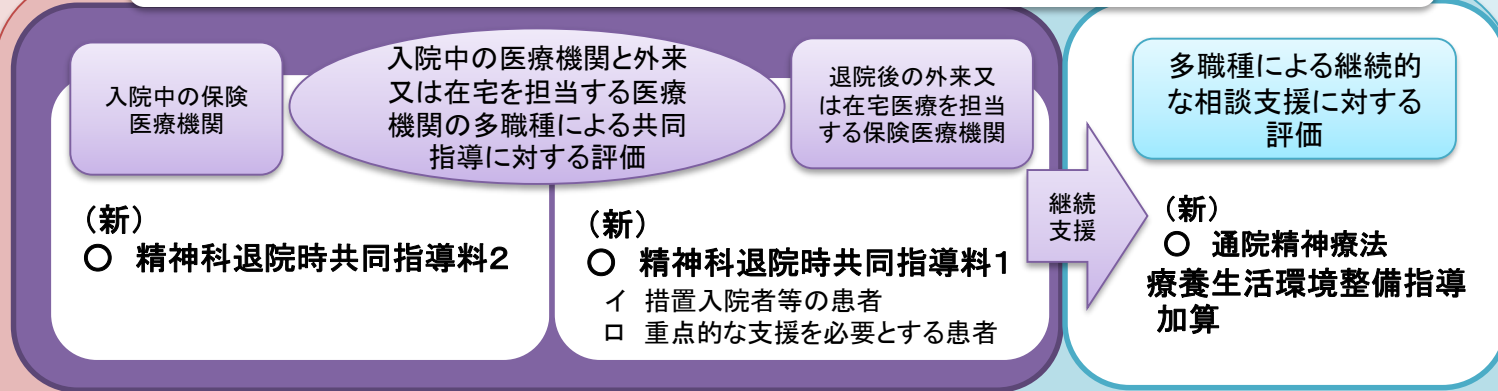 入院中の保険
医療機関
入院中の医療機関と外来
又は在宅を担当する医療
機関の多職種による共同
指導に対する評価
退院後の外来又
は在宅医療を担当
する保険医療機関
(新)
○ 精神科退院時共同指導料2
(新)
○ 精神科退院時共同指導料1
イ 措置入院者等の患者
ロ 重点的な支援を必要とする患者
継続
支援
多職種による継続的
な相談支援に対する
評価
(新)
○ 通院精神療法
療養生活環境整備指導
加算